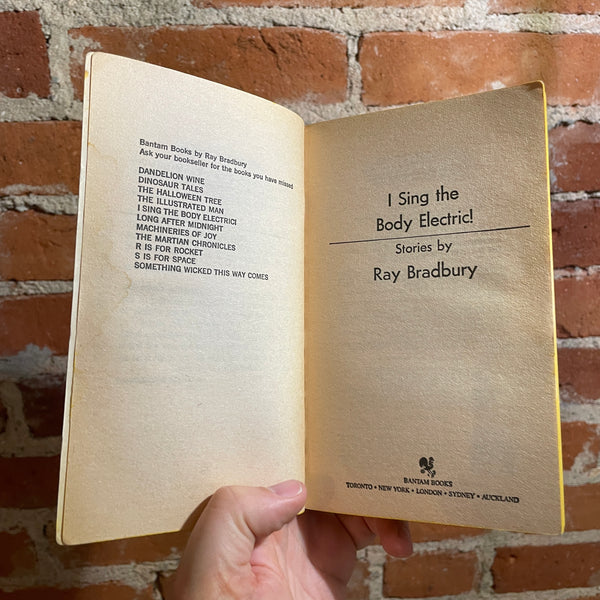 Bantam Books by Ray Bradbury
Ask your bookseller for the books you have missed
DANDELION WINE
DINOSAUR TALES
THE HALLOWEEN TREE
THE ILLUSTRATED MAN
I SING THE BODY ELECTRIC!
LONG AFTER MIDNIGHT
MACHINERIES OF JOY
THE MARTIAN CHRONICLES
R IS FOR ROCKET
S IS FOR SPACE
SOMETHING WICKED THIS WAY COMES
I Sing the
Body Electric!
Stories by
Ray Bradbury
BANTAM BOOKS
TORONTO • NEW YORK • LONDON • SYDNEY • AUCKLAND